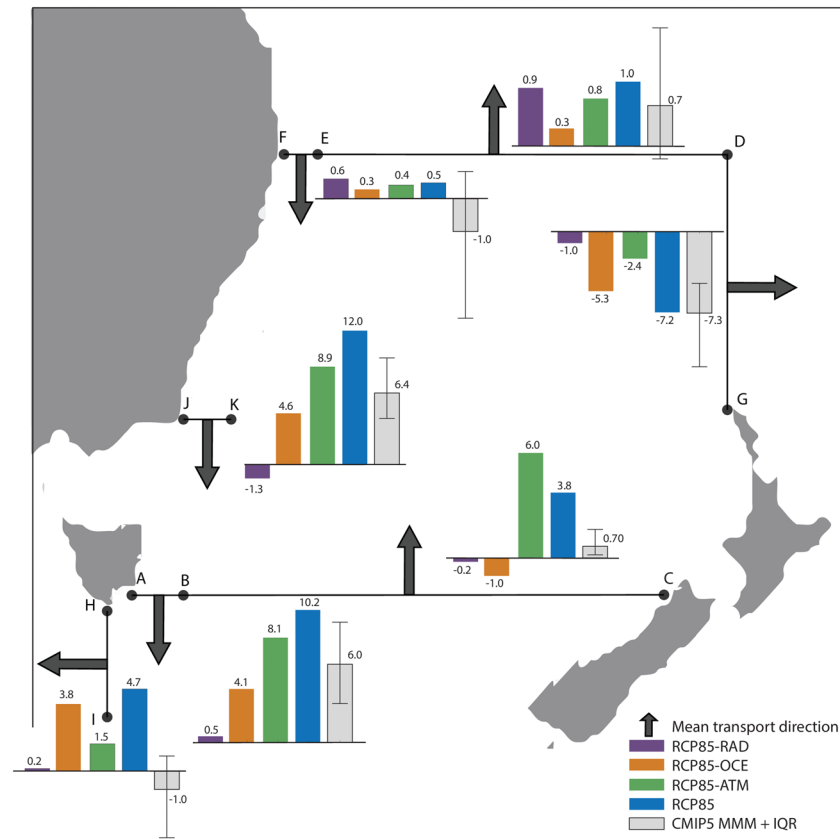 0.9
0.3
0.8
1.0
0.7
F
E
D
0.6
0.3
0.4
0.5
-1.0
-1.0
-5.3
-2.4
-7.2
-7.3
12.0
8.9
4.6
6.4
-1.3
J
K
G
6.0
3.8
0.70
-0.2
-1.0
A
B
C
H
I
10.2
8.1
4.1
0.5
6.0
4.7
3.8
1.5
0.2
-1.0
Mean transport direction
RCP85-RAD
RCP85-OCE
RCP85-ATM
RCP85
CMIP5 MMM + IQR